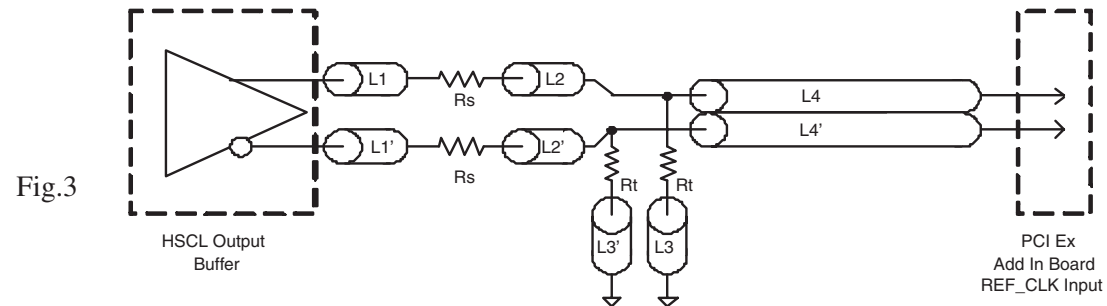 L1
Rs
L2
L4
L1'
Rs
L2'
L4'
Rt
Rt
L3'
L3
Fig.3
HSCL Output
Buffer
PCI Ex
Add In Board
REF_CLK Input